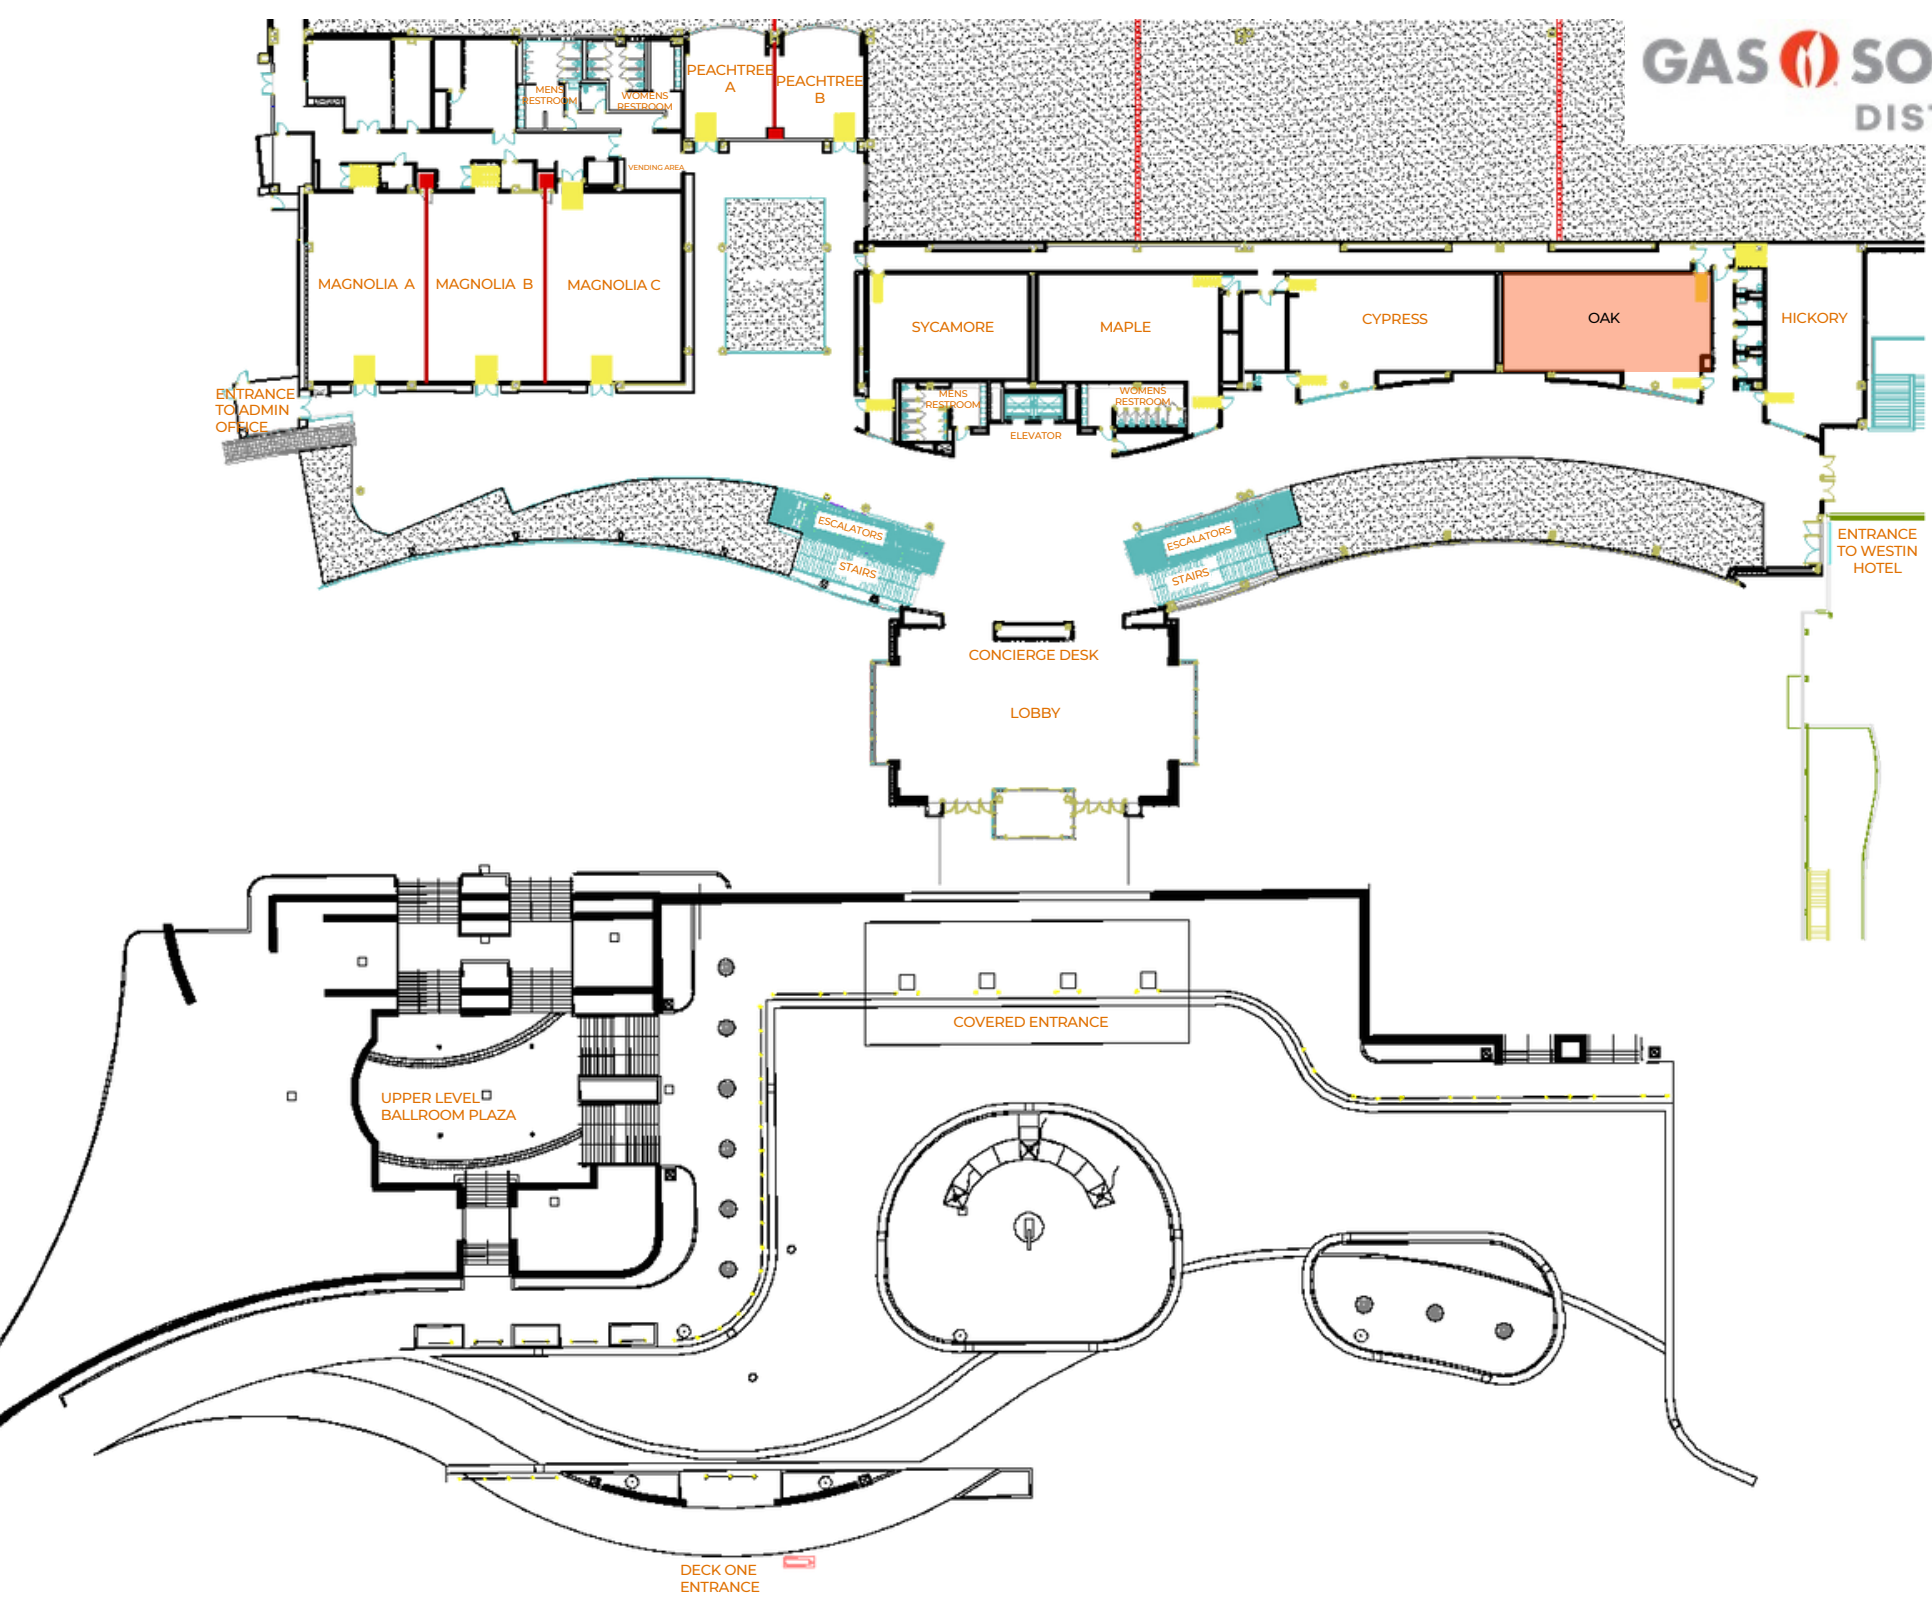 GAS SO
DIS
PEACHTREE
A
PEACHTREE
B
MENS
RESTROOM
WOMENS
RESTROOM
VENDING AREA
MAGNOLIA A
MAGNOLIA B
MAGNOLIA C
SYCAMORE
MAPLE
CYPRESS
OAK
HICKORY
ENTRANCE
TO ADMIN
OFFICE
MENS
RESTROOM
WOMENS
RESTROOM
ELEVATOR
ESCALATORS
STAIRS
ESCALATORS
STAIRS
ENTRANCE
TO WESTIN
HOTEL
CONCIERGE DESK
LOBBY
COVERED ENTRANCE
UPPER LEVEL
BALLROOM PLAZA
DECK ONE
ENTRANCE